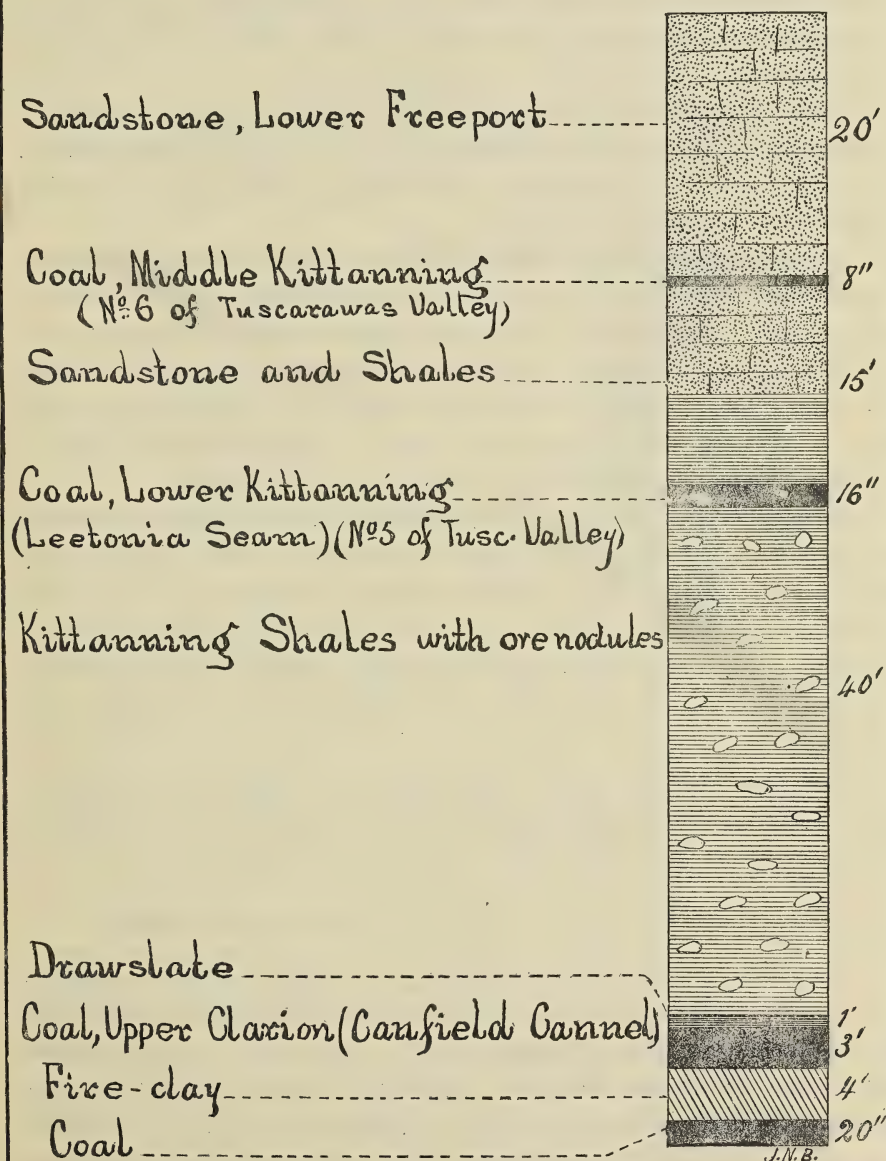 Sandstone, Lower Freeport 20'
Coal, Middle Kittanning 8"
(No. 6 of Tuscarawas Valley)
Sandstone and Shales 15'
Coal, Lower Kittanning 16"
(Leetonia Seam) (No 5 of Tusc. Valley)
Kittanning Shales with ore nodules
40'
Drawslate 1'
Coal, Upper Clarion (Canfield Cannel) 3'
Fire-clay 4'
Coal 20"
J.N.B.